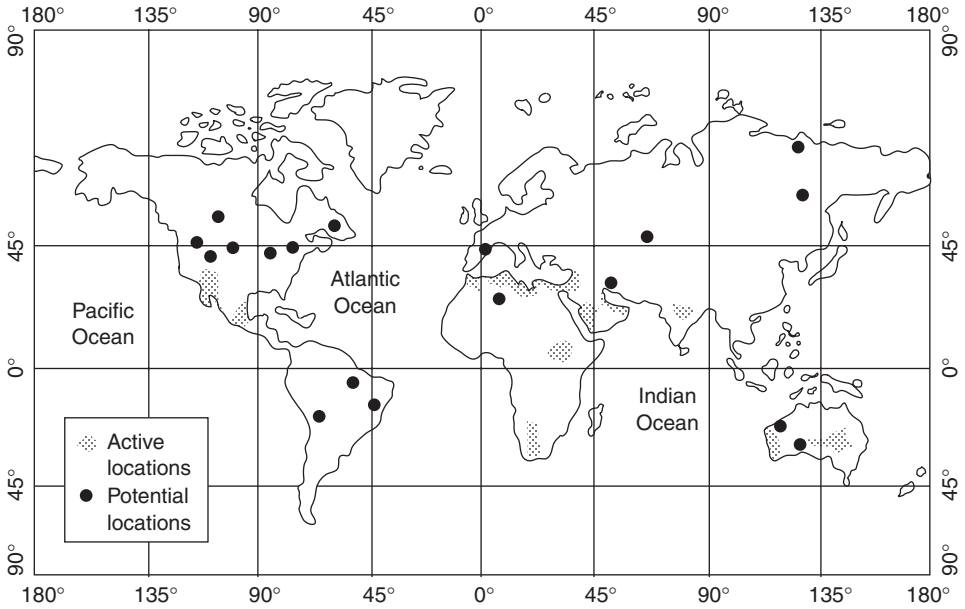 180° 135° 90° 45° 0° 45° 90° 135° 180°
90° 90°
45° 45°
Atlantic
Ocean
Pacific
Ocean
0° 0°
Indian
Ocean
Active
locations
Potential
locations
45° 45°
90° 90°
180° 135° 90° 45° 0° 45° 90° 135° 180°